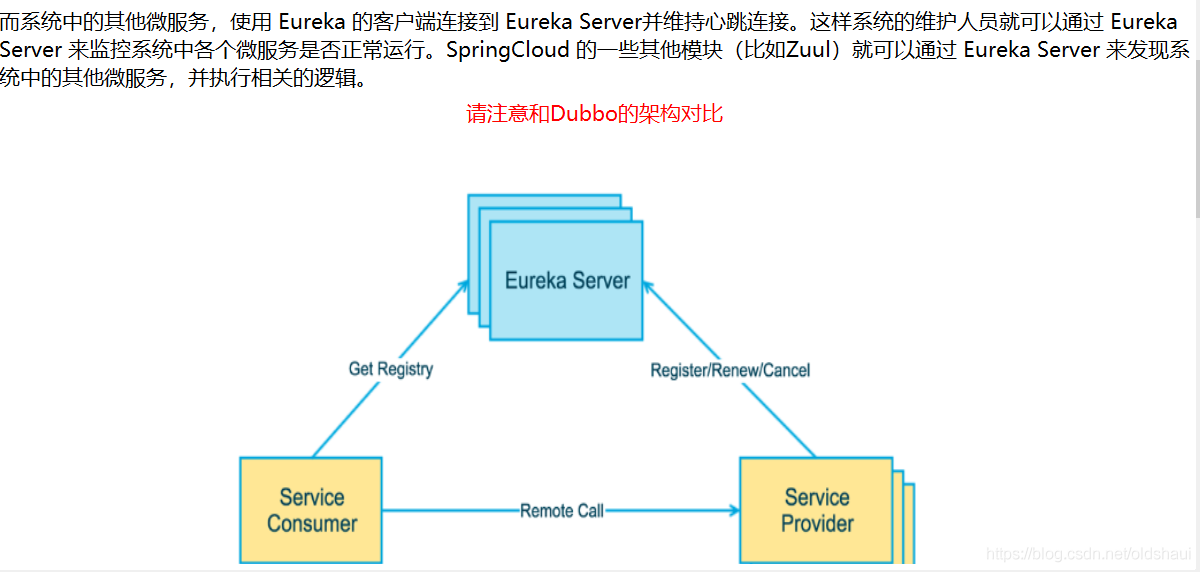 而系统中的其他微服务，使用 Eureka 的客户端连接到 Eureka Server并维持心跳连接。这样系统的维护人员就可以通过 Eureka
Server 来监控系统中各个微服务是否正常运行。SpringCloud 的一些其他模块（比如Zuul）就可以通过 Eureka Server 来发现系
统中的其他微服务，并执行相关的逻辑。
请注意和Dubbo的架构对比
Eureka Server
Get Registry
Register/Renew/Cancel
Service
Consumer
Remote Call
Service
Provider
https://blog.csdn.net/oldshaui